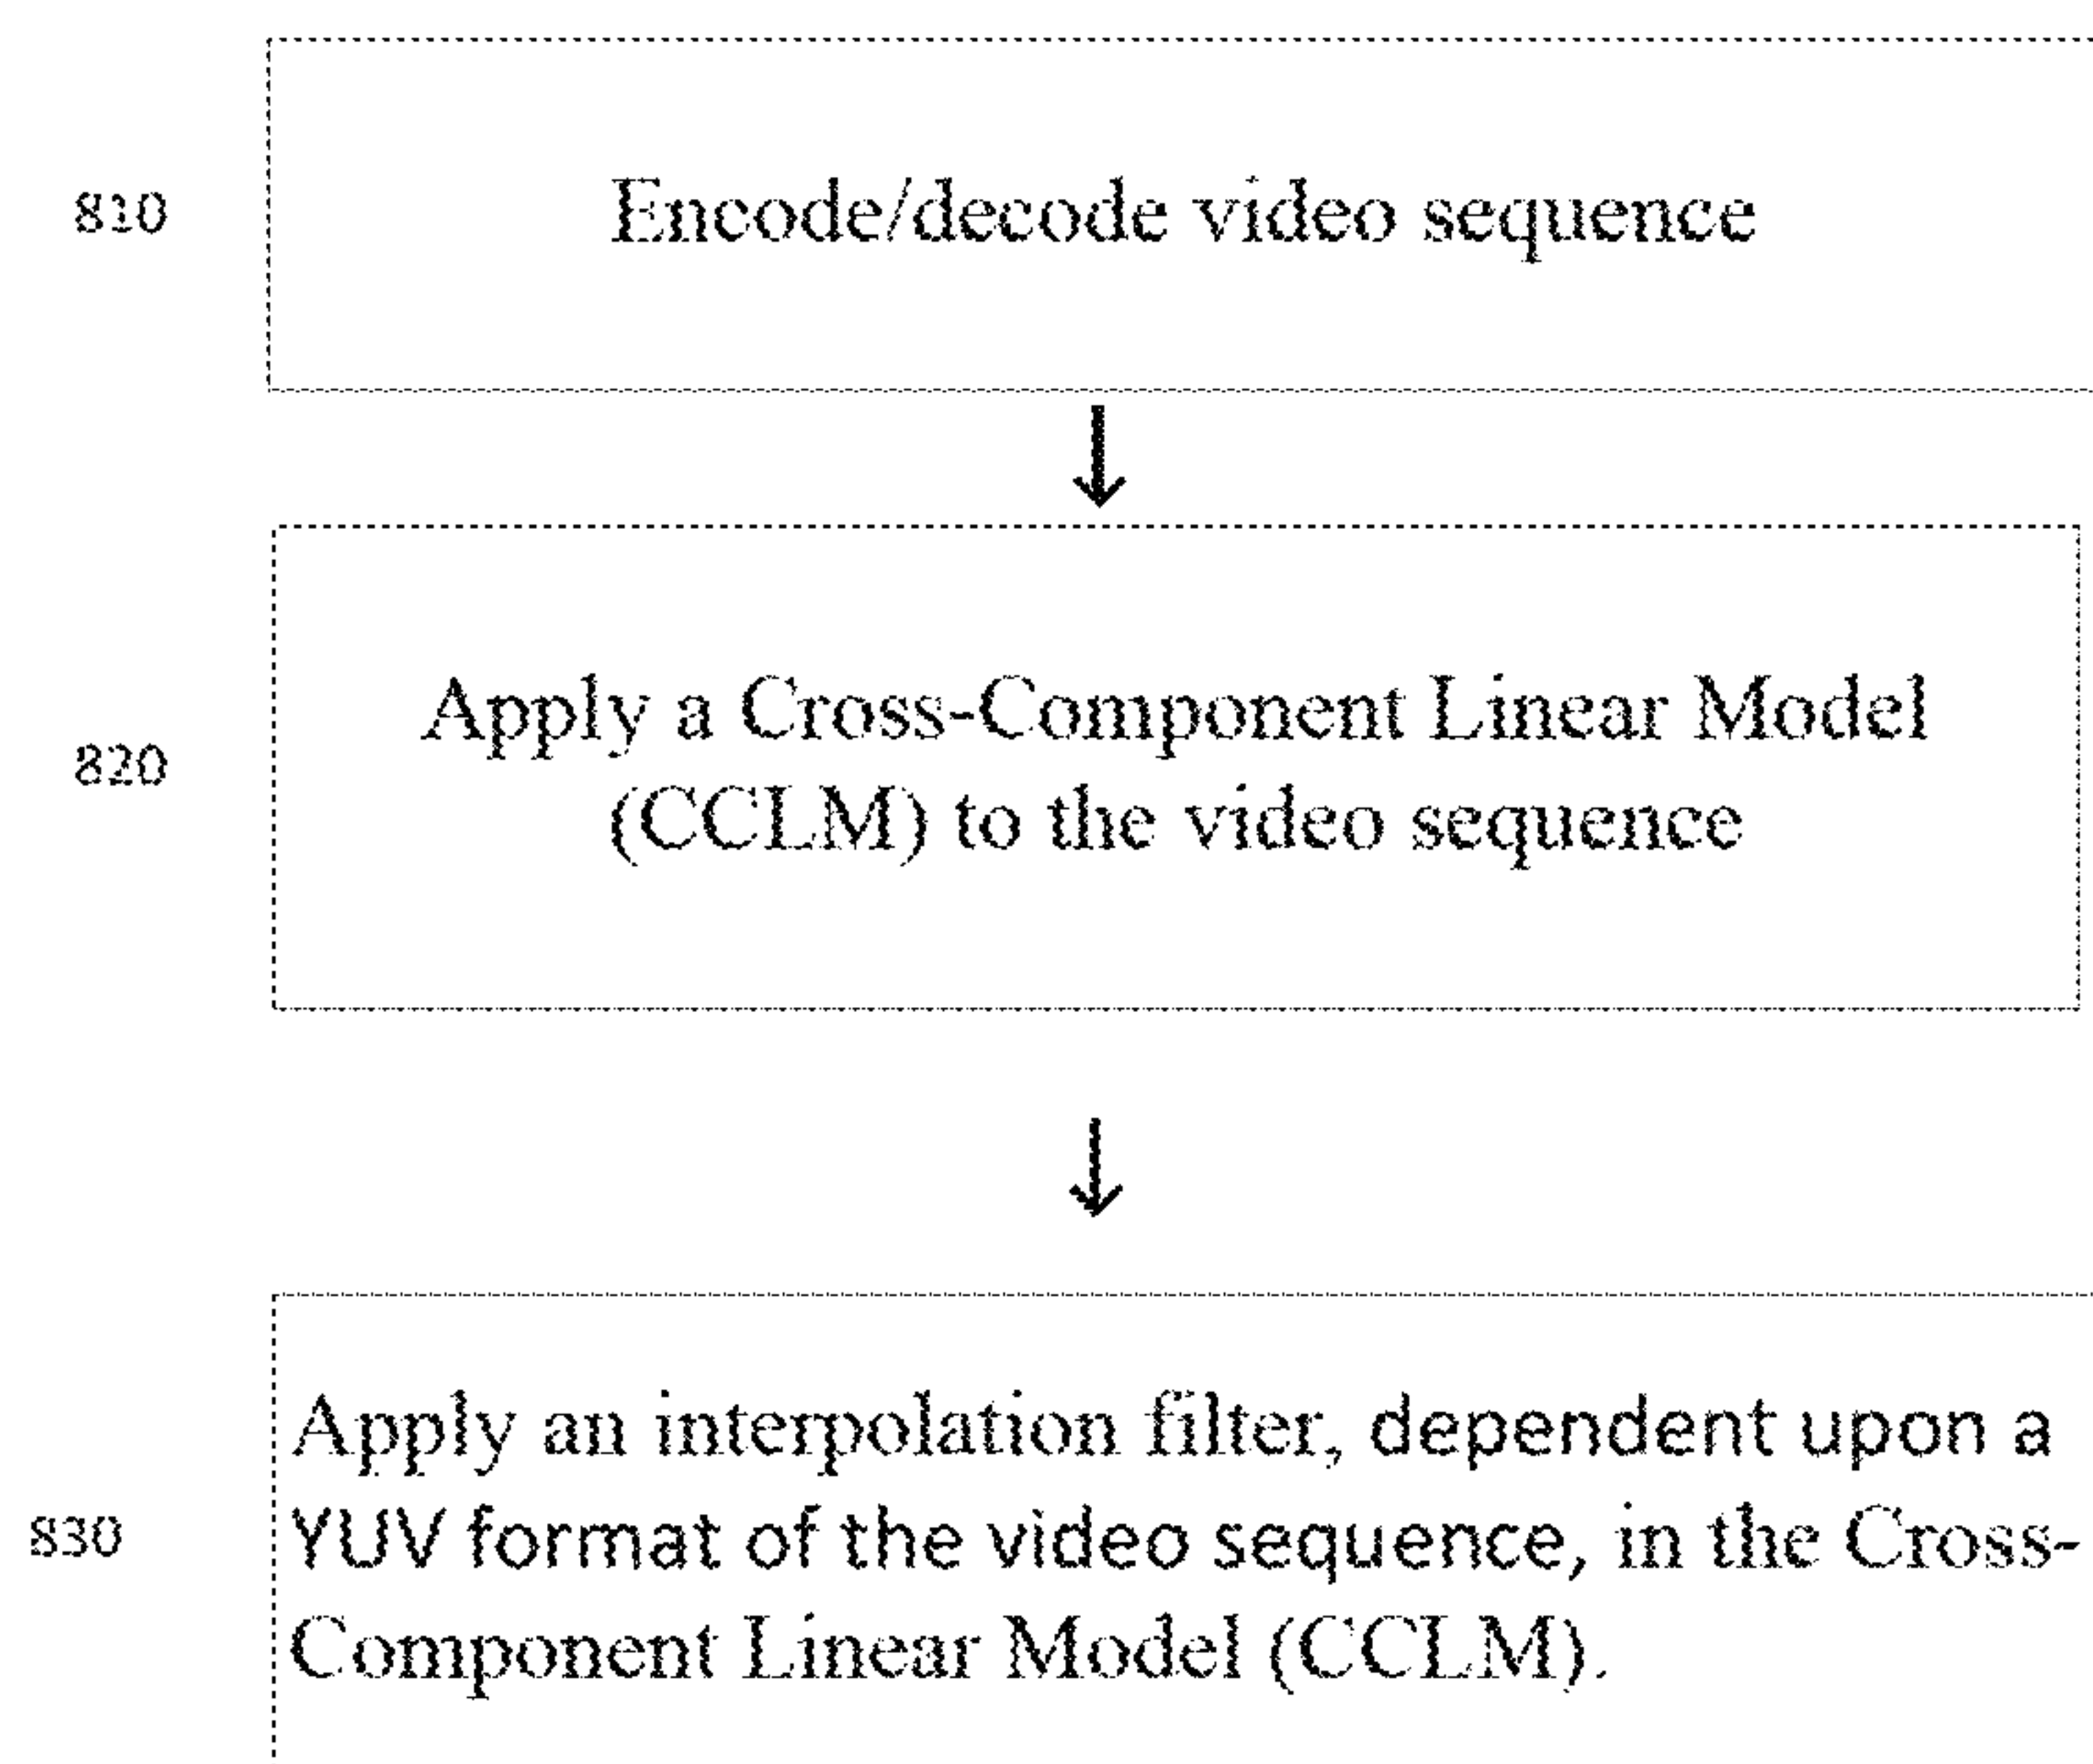 810
Encode/decode video sequence
820
Apply a Cross-Component Linear Model
(CCLM) to the video sequence
830
Apply an interpolation filter, dependent upon a
YUV format of the video sequence, in the Cross-
Component Linear Model (CCLM).